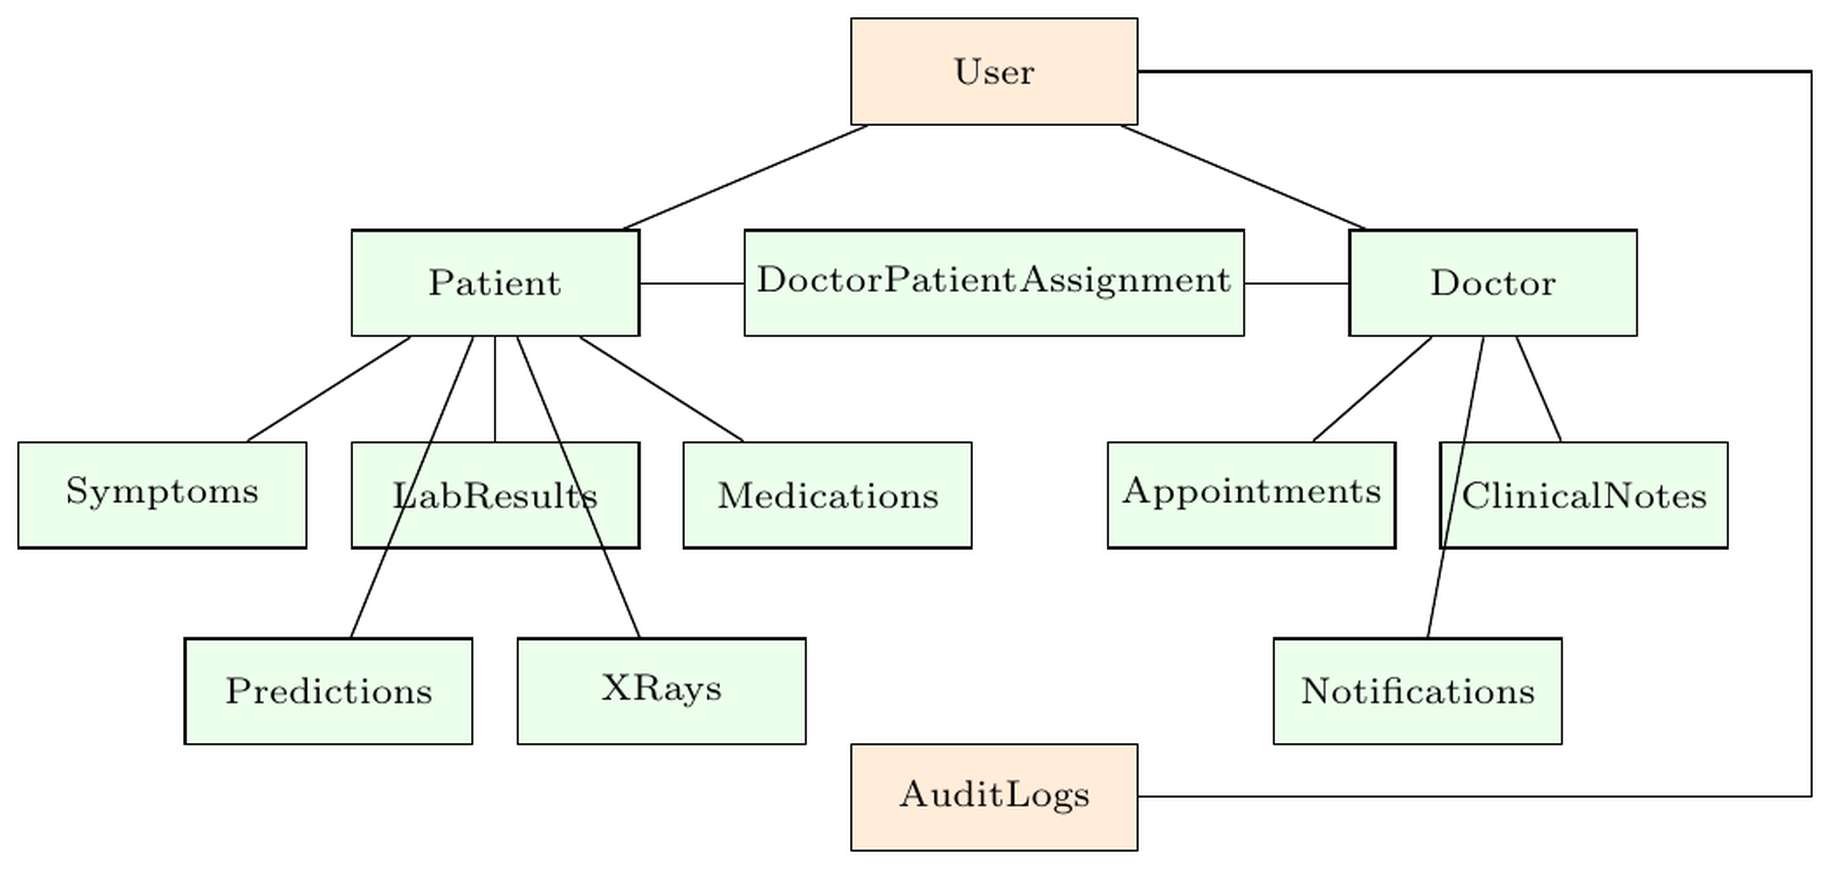 User
Patient
DoctorPatientAssignment
Doctor
Symptoms
LabResults
Medications
Appointments
ClinicalNotes
Predictions
XRays
Notifications
AuditLogs